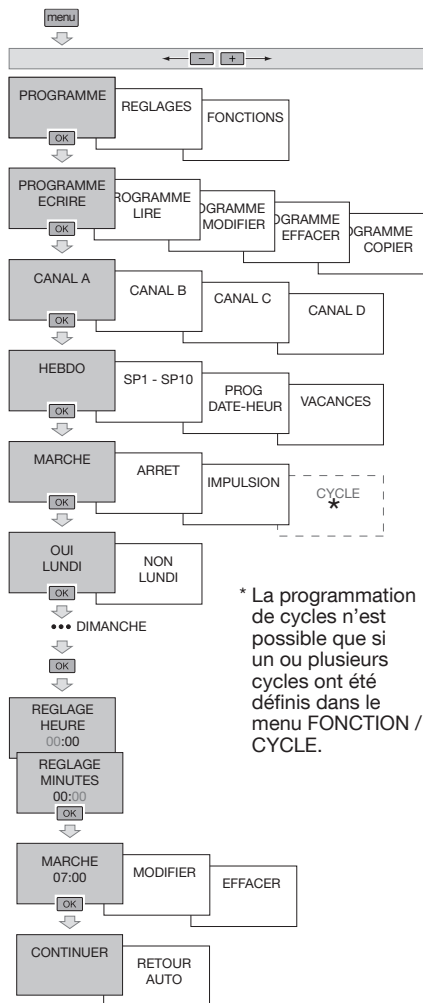 menu
− +
PROGRAMME
REGLAGES
FONCTIONS
OK
PROGRAMME
ECRIRE
ROGRAMME
LIRE
OGRAMME
MODIFIER
OGRAMME
EFFACER
OGRAMME
COPIER
OK
CANAL A
CANAL B
CANAL C
CANAL D
OK
HEBDO
SP1 - SP10
PROG
DATE-HEUR
VACANCES
OK
MARCHE
ARRET
IMPULSION
CYCLE
*
OK
OUI
LUNDI
NON
LUNDI
OK
••• DIMANCHE
OK
* La programmation
de cycles n’est
possible que si
un ou plusieurs
cycles ont été
définis dans le
menu FONCTION /
CYCLE.
REGLAGE
HEURE
00:00
REGLAGE
MINUTES
00:00
OK
MARCHE
07:00
MODIFIER
EFFACER
OK
CONTINUER
RETOUR
AUTO